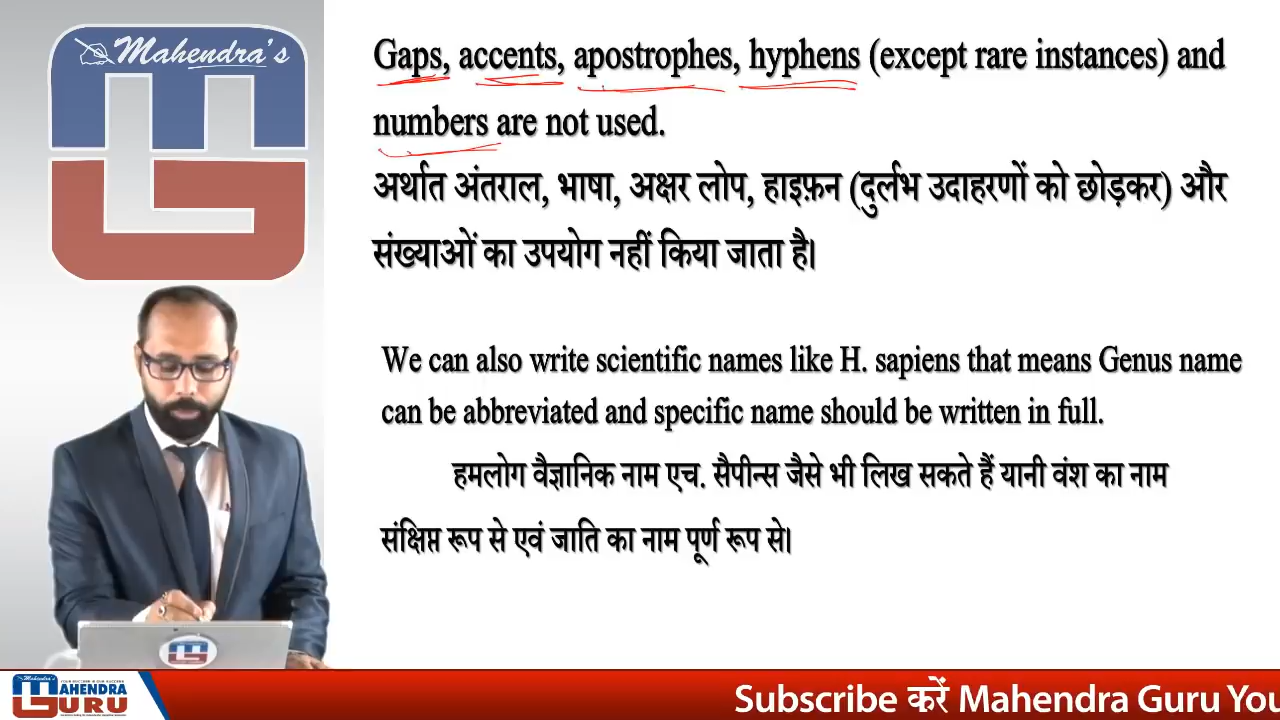 Mahendra's
Gaps, accents, apostrophes, hyphens (except rare instances) and
numbers are not used.
अर्थात अंतराल, भाषा, अक्षर लोप, हाइफ़न (दुर्लभ उदाहरणों को छोड़कर) और
संख्याओं का उपयोग नहीं किया जाता है।
We can also write scientific names like H. sapiens that means Genus name
can be abbreviated and specific name should be written in full.
हमलोग वैज्ञानिक नाम एच. सैपीन्स जैसे भी लिख सकते हैं यानी वंश का नाम
संक्षिप्त रूप से एवं जाति का नाम पूर्ण रूप से।
Mahendra's
MAHENDRA
GURU
Subscribe करें Mahendra Guru You